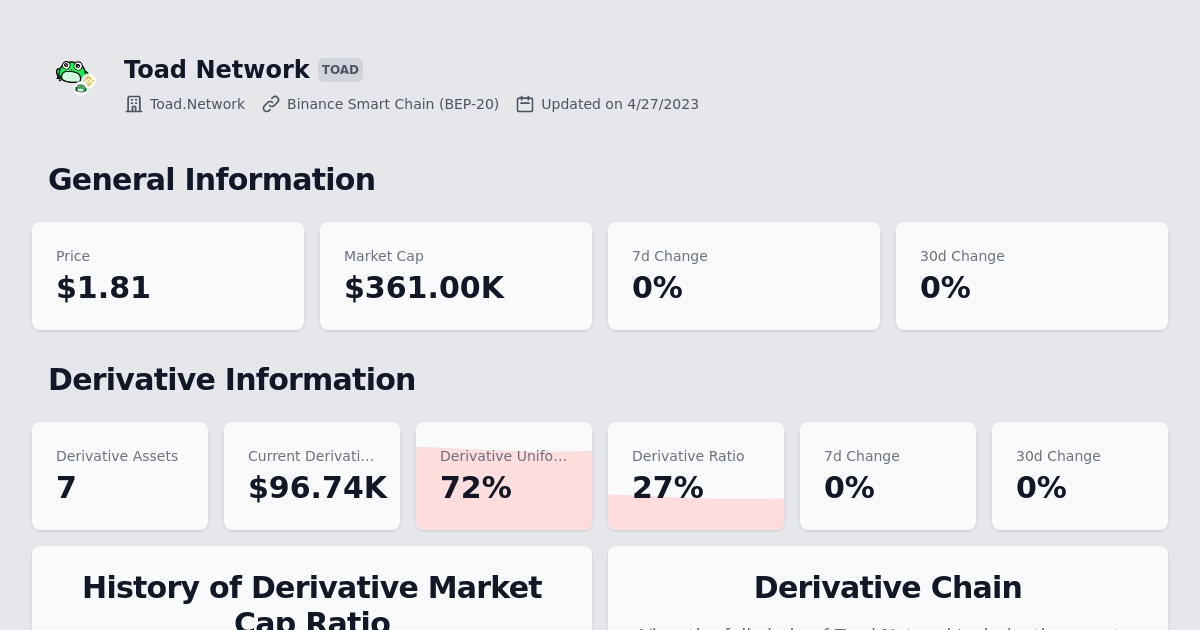 Toad Network TOAD
Toad.Network Binance Smart Chain (BEP-20) Updated on 4/27/2023
General Information
Price Market Cap 7d Change 30d Change
$1.81 $361.00K 0% 0%
Derivative Information
Derivative Assets Current Derivati... Derivative Unifo... Derivative Ratio 7d Change 30d Change
7 $96.74K 72% 27% 0% 0%
History of Derivative Market
Cap Ratio
Derivative Chain